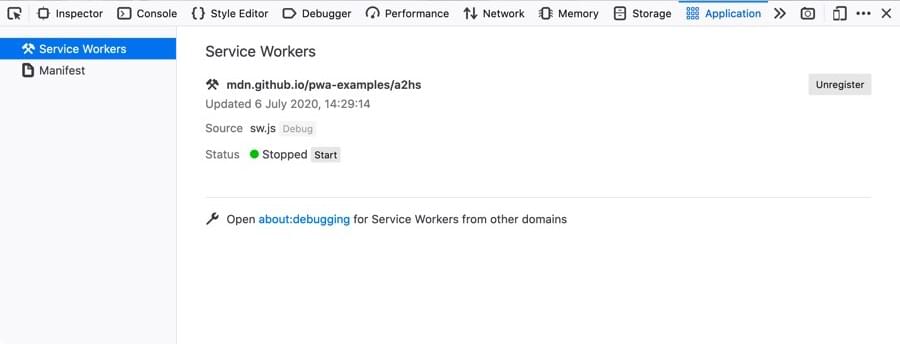 Inspector Console Style Editor Debugger Performance Network Memory Storage Application
Service Workers
Manifest
Service Workers
mdn.github.io/pwa-examples/a2hs Unregister
Updated 6 July 2020, 14:29:14
Source sw.js Debug
Status Stopped Start
Open about:debugging for Service Workers from other domains